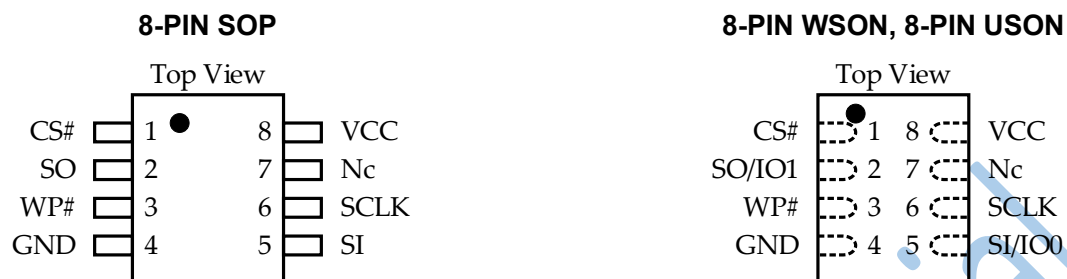 8-PIN SOP
Top View
CS# 1 8 VCC
SO 2 7 Nc
WP# 3 6 SCLK
GND 4 5 SI
8-PIN WSON, 8-PIN USON
Top View
CS# 1 8 VCC
SO/IO1 2 7 Nc
WP# 3 6 SCLK
GND 4 5 SI/IO0